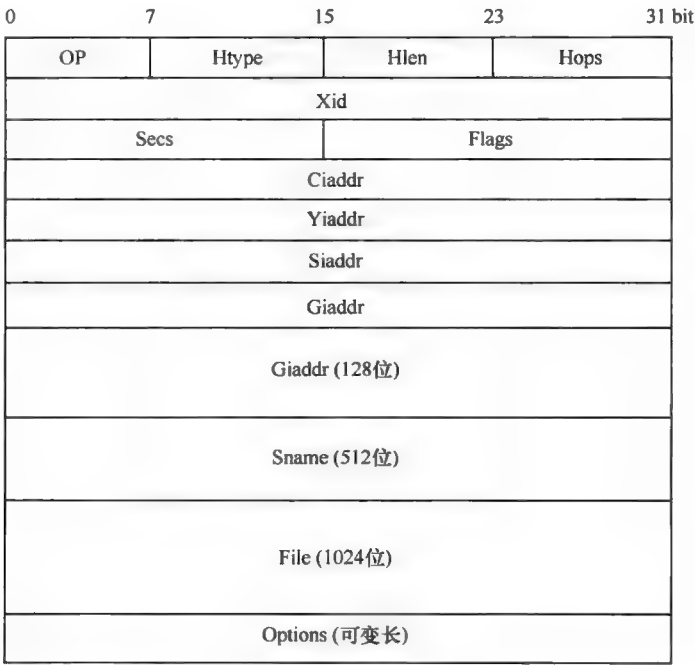 0 7 15 23 31 bit
OP Htype Hlen Hops
Xid
Secs Flags
Ciaddr
Yiaddr
Siaddr
Giaddr
Giaddr (128位)
Sname (512位)
File (1024位)
Options (可变长)